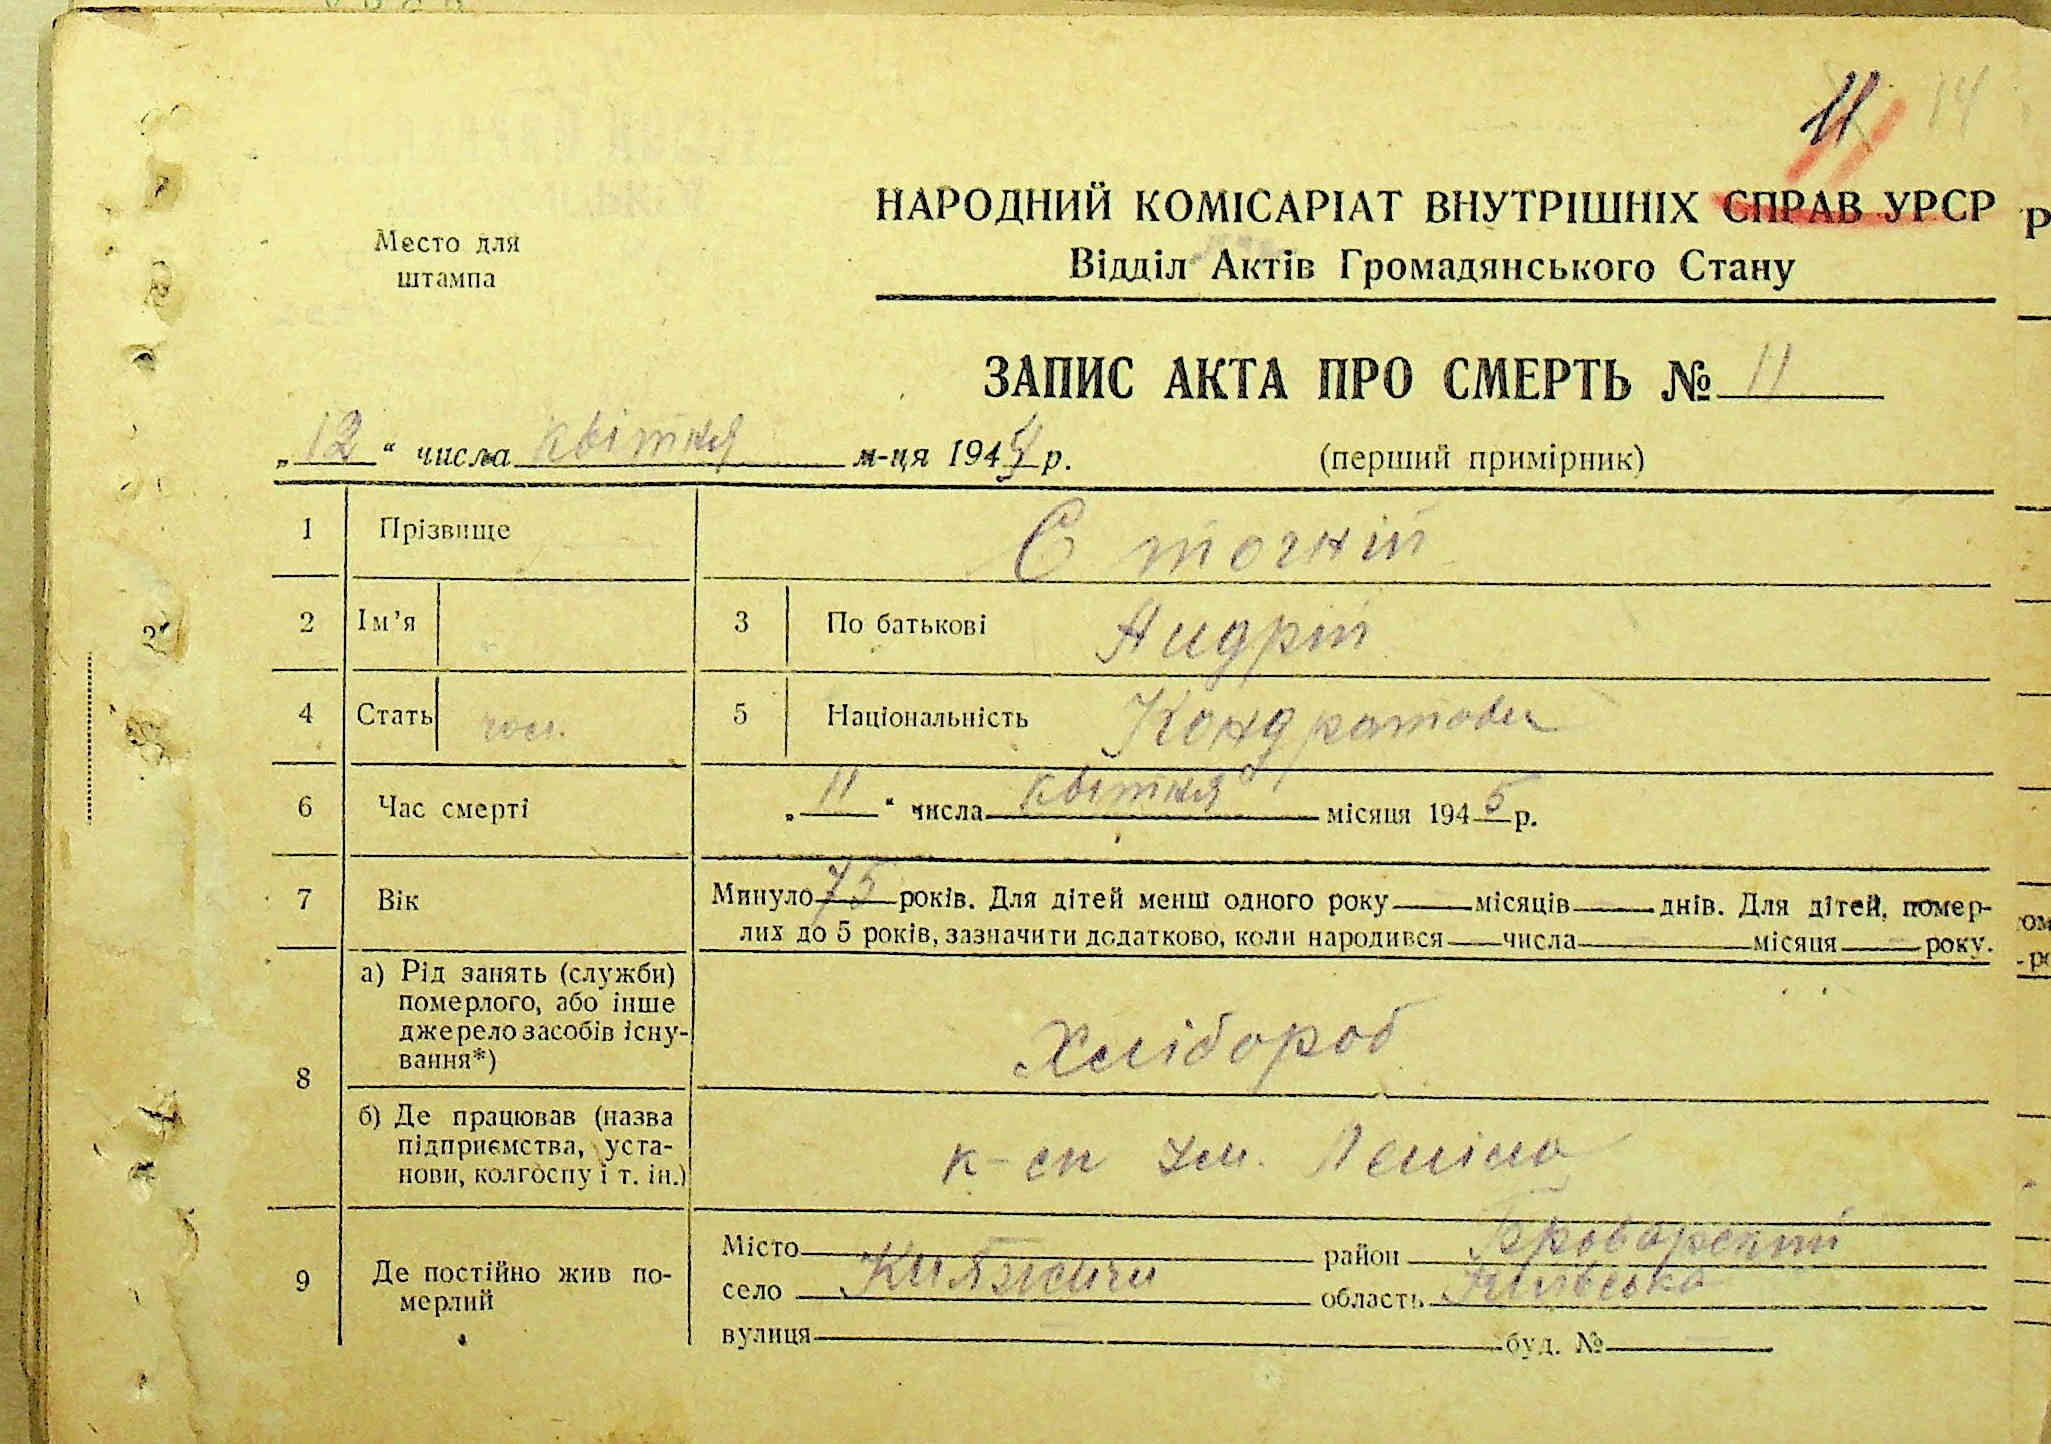 11 14
НАРОДНИЙ КОМІСАРІАТ ВНУТРІШНІХ СПРАВ УРСР
Відділ Актів Громадянського Стану
Место для
штампа
ЗАПИС АКТА ПРО СМЕРТЬ № 11
„12“ числа квітня м-ця 194 р.
(перший примірник)
1 Прізвище Стогній
2 Ім’я
3 По батькові Андрій
4 Стать чол.
5 Національність Кондратович
6 Час смерті „11“ числа квітня місяця 1945 р.
7 Вік Минуло 75 років. Для дітей менш одного року місяців днів. Для дітей, помер-
лих до 5 років, зазначити додатково, коли народився числа місяця року.
8 а) Рід занять (служби)
померлого, або інше
джерело засобів існу-
вання*)
Хлібороб
б) Де працював (назва
підприємства, уста-
нови, колгоспу і т. ін.)
к-сп Ім. Леніна
9 Де постійно жив по-
мерлий
Місто район Броварский
село Княжичи область
вулиця буд. №